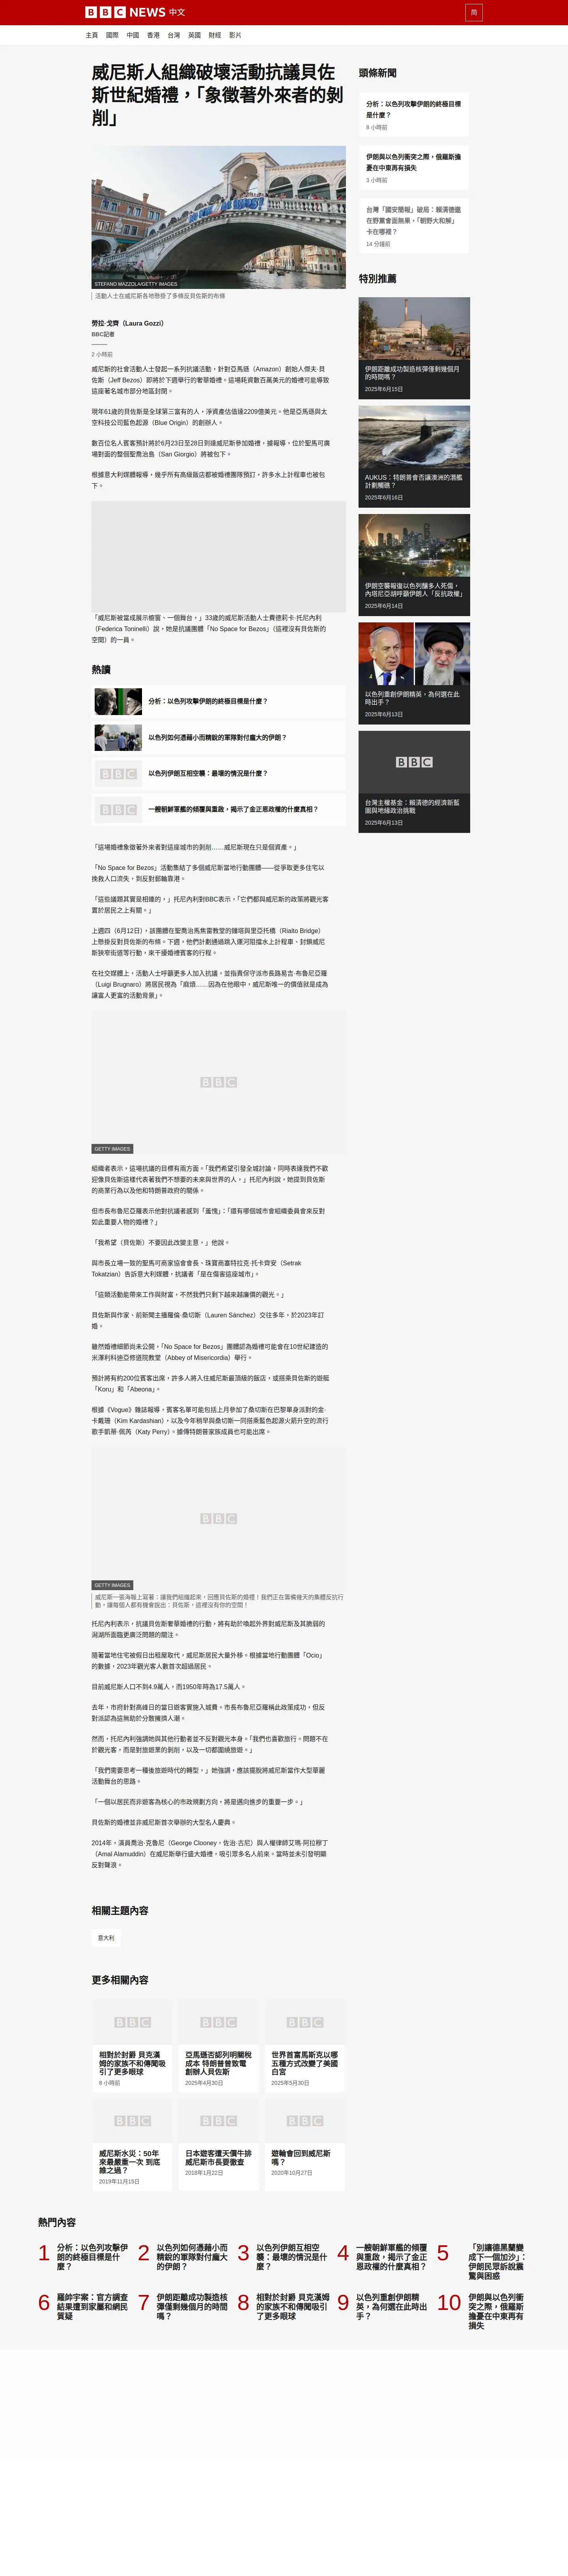 BBC NEWS 中文
简
主頁 國際 中國 香港 台灣 英國 財經 影片
威尼斯人組織破壞活動抗議貝佐
斯世紀婚禮，「象徵著外來者的剝
削」
STEFANO MAZZOLA/GETTY IMAGES
活動人士在威尼斯各地懸掛了多條反貝佐斯的布條
勞拉·戈齊（Laura Gozzi）
BBC記者
2 小時前
威尼斯的社會活動人士發起一系列抗議活動，針對亞馬遜（Amazon）創始人傑夫·貝
佐斯（Jeff Bezos）即將於下週舉行的奢華婚禮。這場耗資數百萬美元的婚禮可能導致
這座著名城市部分地區封閉。
現年61歲的貝佐斯是全球第三富有的人，淨資產估值達2209億美元。他是亞馬遜與太
空科技公司藍色起源（Blue Origin）的創辦人。
數百位名人賓客預計將於6月23日至28日到達威尼斯參加婚禮，據報導，位於聖馬可廣
場對面的整個聖喬治島（San Giorgio）將被包下。
根據意大利媒體報導，幾乎所有高級飯店都被婚禮團隊預訂，許多水上計程車也被包
下。
「威尼斯被當成展示櫥窗、一個舞台，」33歲的威尼斯活動人士費德莉卡·托尼內利
（Federica Toninelli）說，她是抗議團體「No Space for Bezos」（這裡沒有貝佐斯的
空間）的一員。
熱讀
分析：以色列攻擊伊朗的終極目標是什麼？
以色列如何憑藉小而精銳的軍隊對付龐大的伊朗？
以色列伊朗互相空襲：最壞的情況是什麼？
一艘朝鮮軍艦的傾覆與重啟，揭示了金正恩政權的什麼真相？
「這場婚禮象徵著外來者對這座城市的剝削……威尼斯現在只是個資產。」
「No Space for Bezos」活動集結了多個威尼斯當地行動團體——從爭取更多住宅以
挽救人口流失，到反對郵輪靠港。
「這些議題其實是相連的，」托尼內利對BBC表示，「它們都與威尼斯的政策將觀光客
置於居民之上有關。」
上週四（6月12日），該團體在聖喬治馬焦雷教堂的鐘塔與里亞托橋（Rialto Bridge）
上懸掛反對貝佐斯的布條。下週，他們計劃通過跳入運河阻擋水上計程車、封鎖威尼
斯狹窄街道等行動，來干擾婚禮賓客的行程。
在社交媒體上，活動人士呼籲更多人加入抗議，並指責保守派市長路易吉·布魯尼亞羅
（Luigi Brugnaro）將居民視為「麻煩……因為在他眼中，威尼斯唯一的價值就是成為
讓富人更富的活動背景」。
BBC
GETTY IMAGES
組織者表示，這場抗議的目標有兩方面。「我們希望引發全城討論，同時表達我們不歡
迎像貝佐斯這樣代表著我們不想要的未來與世界的人，」托尼內利說，她提到貝佐斯
的商業行為以及他和特朗普政府的關係。
但市長布魯尼亞羅表示他對抗議者感到「羞愧」：「還有哪個城市會組織委員會來反對
如此重要人物的婚禮？」
「我希望（貝佐斯）不要因此改變主意，」他說。
與市長立場一致的聖馬可商家協會會長、珠寶商塞特拉克·托卡齊安（Setrak
Tokatzian）告訴意大利媒體，抗議者「是在傷害這座城市」。
「這類活動能帶來工作與財富，不然我們只剩下越來越廉價的觀光。」
貝佐斯與作家、前新聞主播羅倫·桑切斯（Lauren Sánchez）交往多年，於2023年訂
婚。
雖然婚禮細節尚未公開，「No Space for Bezos」團體認為婚禮可能會在10世紀建造的
米澤利科迪亞修道院教堂（Abbey of Misericordia）舉行。
預計將有約200位賓客出席，許多人將入住威尼斯最頂級的飯店，或搭乘貝佐斯的遊艇
「Koru」和「Abeona」。
根據《Vogue》雜誌報導，賓客名單可能包括上月參加了桑切斯在巴黎單身派對的金·
卡戴珊（Kim Kardashian），以及今年稍早與桑切斯一同搭乘藍色起源火箭升空的流行
歌手凱蒂·佩芮（Katy Perry）。據傳特朗普家族成員也可能出席。
BBC
GETTY IMAGES
威尼斯一張海報上寫著：讓我們組織起來，回應貝佐斯的婚禮！我們正在籌備幾天的集體反抗行
動，讓每個人都有機會說出：貝佐斯，這裡沒有你的空間！
托尼內利表示，抗議貝佐斯奢華婚禮的行動，將有助於喚起外界對威尼斯及其脆弱的
潟湖所面臨更廣泛問題的關注。
隨著當地住宅被假日出租屋取代，威尼斯居民大量外移。根據當地行動團體「Ocio」
的數據，2023年觀光客人數首次超過居民。
目前威尼斯人口不到4.9萬人，而1950年時為17.5萬人。
去年，市府針對高峰日的當日遊客實施入城費。市長布魯尼亞羅稱此政策成功，但反
對派認為這無助於分散擁擠人潮。
然而，托尼內利強調她與其他行動者並不反對觀光本身。「我們也喜歡旅行。問題不在
於觀光客，而是對旅遊業的剝削，以及一切都圍繞旅遊。」
「我們需要思考一種後旅遊時代的轉型，」她強調，應該擺脫將威尼斯當作大型華麗
活動舞台的思路。
「一個以居民而非遊客為核心的市政規劃方向，將是邁向進步的重要一步。」
貝佐斯的婚禮並非威尼斯首次舉辦的大型名人慶典。
2014年，演員喬治·克魯尼（George Clooney，佐治·古尼）與人權律師艾瑪·阿拉穆丁
（Amal Alamuddin）在威尼斯舉行盛大婚禮，吸引眾多名人前來。當時並未引發明顯
反對聲浪。
相關主題內容
意大利
更多相關內容
相對於封爵 貝克漢
姆的家族不和傳聞吸
引了更多眼球
8 小時前
亞馬遜否認列明關稅
成本 特朗普曾致電
創辦人貝佐斯
2025年4月30日
世界首富馬斯克以哪
五種方式改變了美國
白宮
2025年5月30日
威尼斯水災：50年
來最嚴重一次 到底
誰之過？
2019年11月15日
日本遊客遭天價牛排
威尼斯市長要徹查
2018年1月22日
遊輪會回到威尼斯
嗎？
2020年10月27日
頭條新聞
分析：以色列攻擊伊朗的終極目標
是什麼？
8 小時前
伊朗與以色列衝突之際，俄羅斯擔
憂在中東再有損失
3 小時前
台灣「國安簡報」破局：賴清德邀
在野黨會面無果，「朝野大和解」
卡在哪裡？
14 分鐘前
特別推薦
伊朗距離成功製造核彈僅剩幾個月
的時間嗎？
2025年6月15日
AUKUS：特朗普會否讓澳洲的潛艦
計劃觸礁？
2025年6月16日
伊朗空襲報復以色列釀多人死傷，
內塔尼亞胡呼籲伊朗人「反抗政權」
2025年6月14日
以色列重創伊朗精英，為何選在此
時出手？
2025年6月13日
BBC
台灣主權基金：賴清德的經濟新藍
圖與地緣政治挑戰
2025年6月13日
熱門內容
1 分析：以色列攻擊伊
朗的終極目標是什
麼？
2 以色列如何憑藉小而
精銳的軍隊對付龐大
的伊朗？
3 以色列伊朗互相空
襲：最壞的情況是什
麼？
4 一艘朝鮮軍艦的傾覆
與重啟，揭示了金正
恩政權的什麼真相？
5 「別讓德黑蘭變
成下一個加沙」：
伊朗民眾訴說震
驚與困惑
6 羅帥宇案：官方調查
結果遭到家屬和網民
質疑
7 伊朗距離成功製造核
彈僅剩幾個月的時間
嗎？
8 相對於封爵 貝克漢姆
的家族不和傳聞吸引
了更多眼球
9 以色列重創伊朗精
英，為何選在此時出
手？
10 伊朗與以色列衝
突之際，俄羅斯
擔憂在中東再有
損失